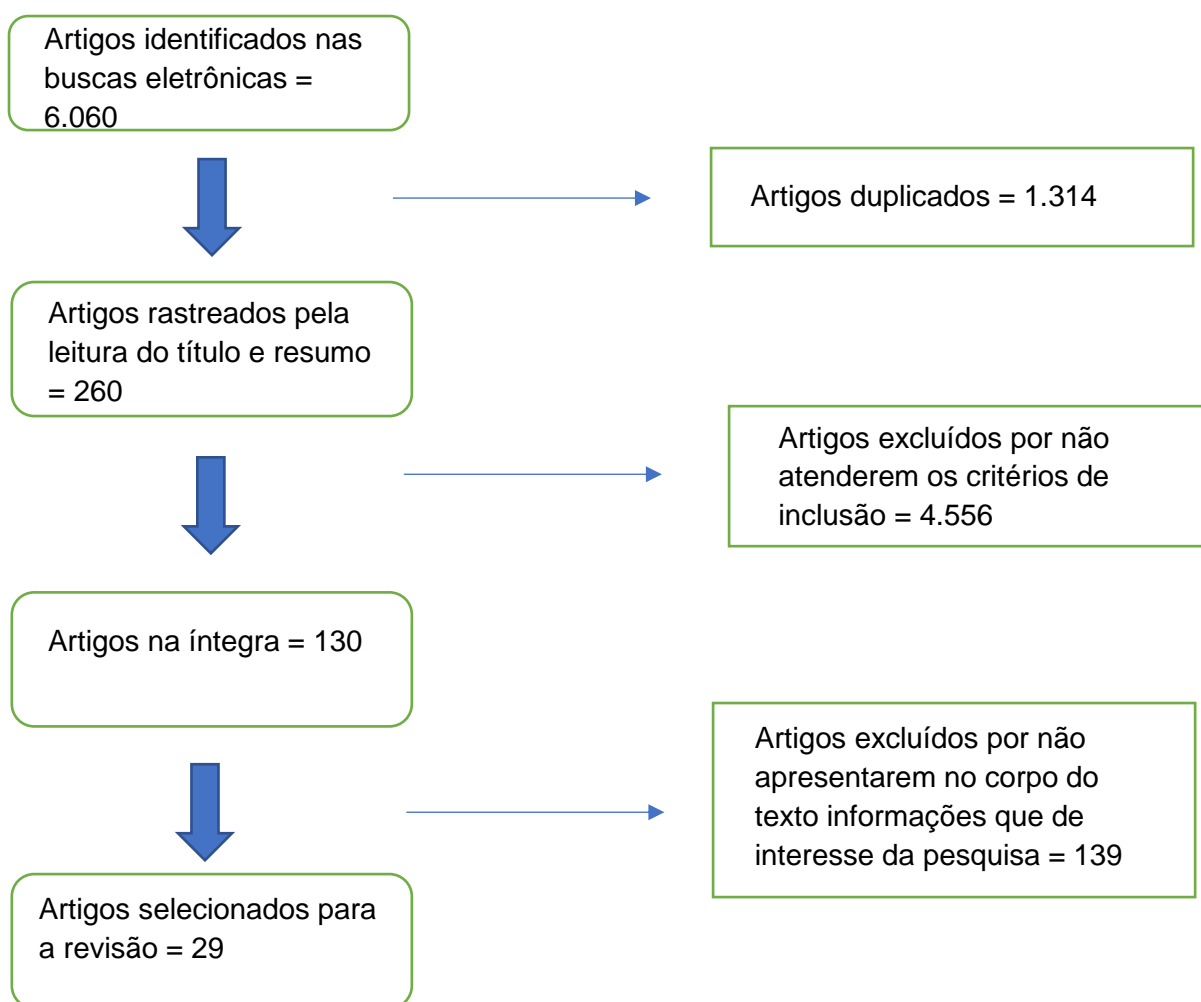 Artigos identificados nas
buscas eletrônicas =
6.060
Artigos duplicados = 1.314
Artigos rastreados pela
leitura do título e resumo
= 260
Artigos excluídos por não
atenderem os critérios de
inclusão = 4.556
Artigos na íntegra = 130
Artigos excluídos por não
apresentarem no corpo do
texto informações que de
interesse da pesquisa = 139
Artigos selecionados para
a revisão = 29